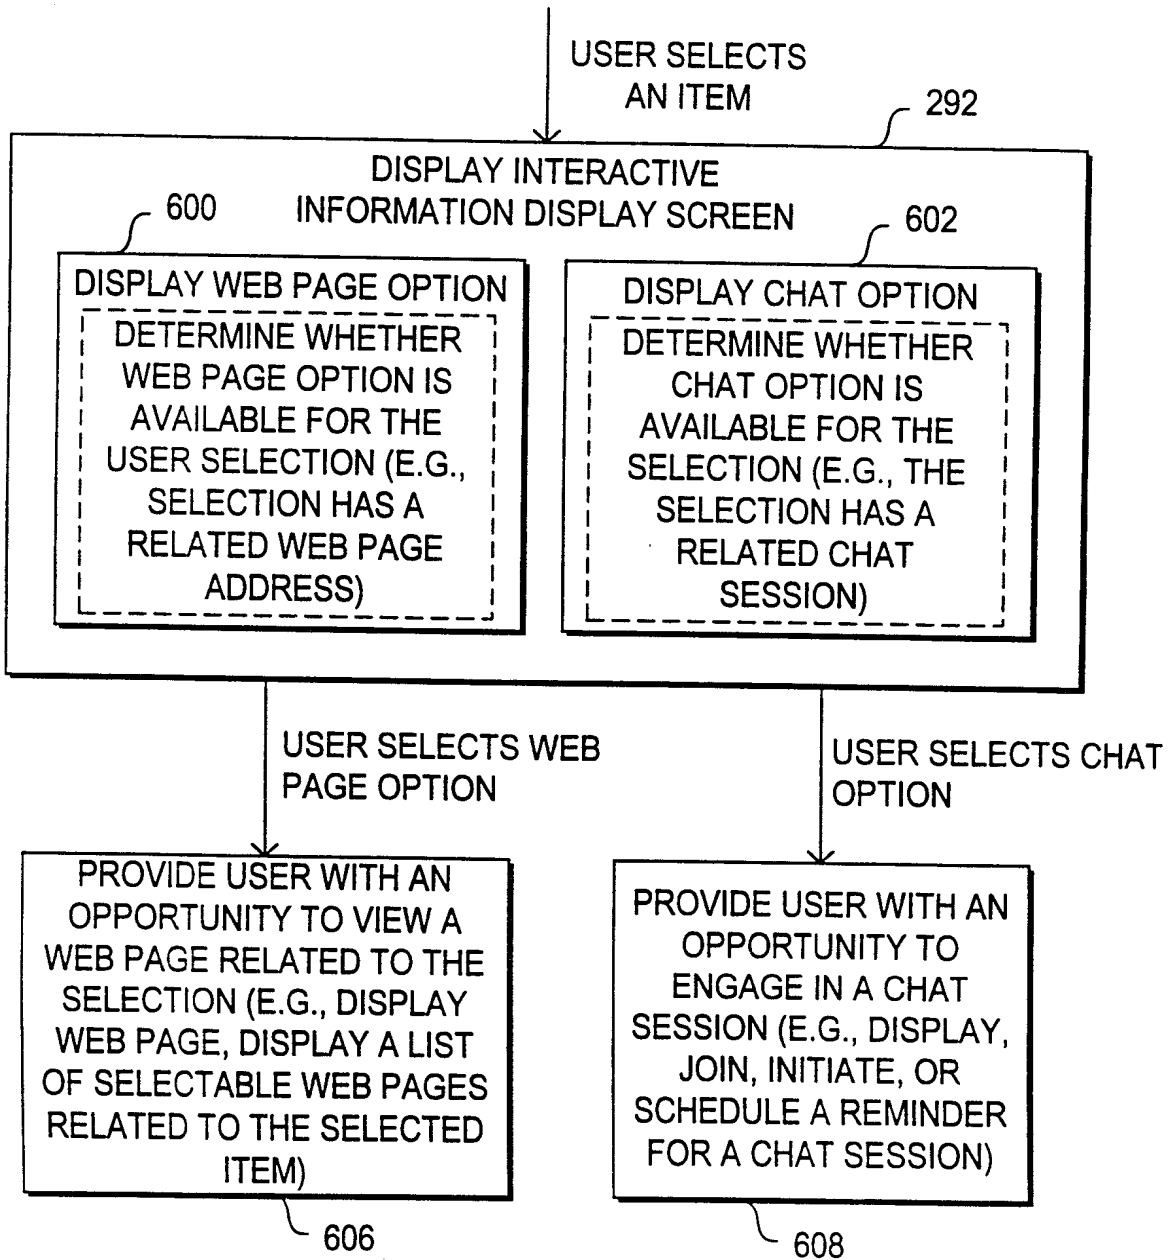 USER SELECTS
AN ITEM
292
DISPLAY INTERACTIVE
INFORMATION DISPLAY SCREEN
600
DISPLAY WEB PAGE OPTION
DETERMINE WHETHER
WEB PAGE OPTION IS
AVAILABLE FOR THE
USER SELECTION (E.G.,
SELECTION HAS A
RELATED WEB PAGE
ADDRESS)
602
DISPLAY CHAT OPTION
DETERMINE WHETHER
CHAT OPTION IS
AVAILABLE FOR THE
SELECTION (E.G., THE
SELECTION HAS A
RELATED CHAT
SESSION)
USER SELECTS WEB
PAGE OPTION
USER SELECTS CHAT
OPTION
PROVIDE USER WITH AN
OPPORTUNITY TO VIEW A
WEB PAGE RELATED TO THE
SELECTION (E.G., DISPLAY
WEB PAGE, DISPLAY A LIST
OF SELECTABLE WEB PAGES
RELATED TO THE SELECTED
ITEM)
606
PROVIDE USER WITH AN
OPPORTUNITY TO
ENGAGE IN A CHAT
SESSION (E.G., DISPLAY,
JOIN, INITIATE, OR
SCHEDULE A REMINDER
FOR A CHAT SESSION)
608